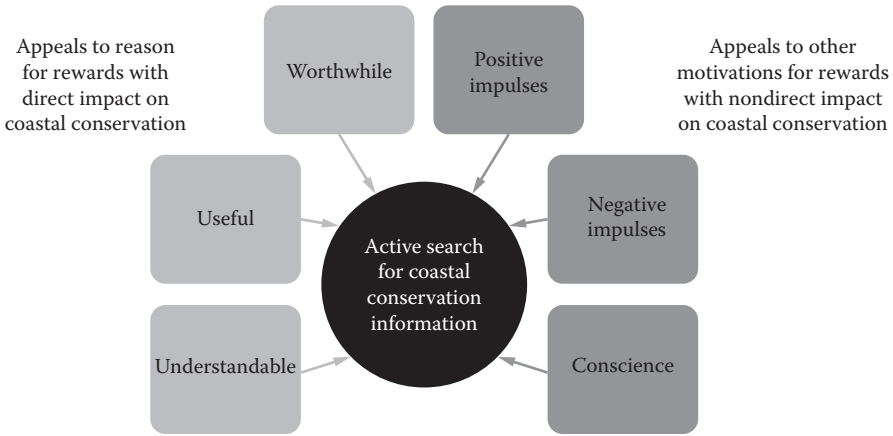 Appeals to reason
for rewards with
direct impact on
coastal conservation
Worthwhile
Positive
impulses
Appeals to other
motivations for rewards
with nondirect impact
on coastal conservation
Useful
Negative
impulses
Active search
for coastal
conservation
information
Understandable
Conscience